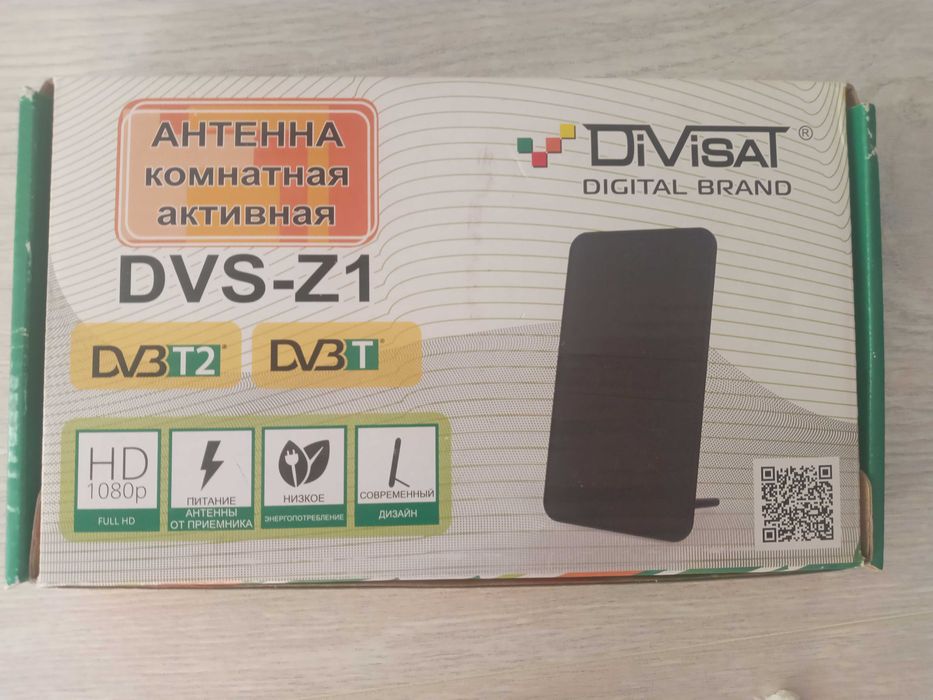 АНТЕННА
комнатная
активная
DiViSAT®
DIGITAL BRAND
DVS-Z1
DVB T2
DVB T
HD
1080p
FULL HD
ПИТАНИЕ
АНТЕННЫ
ОТ ПРИЕМНИКА
НИЗКОЕ
ЭНЕРГОПОТРЕБЛЕНИЕ
СОВРЕМЕННЫЙ
ДИЗАЙН